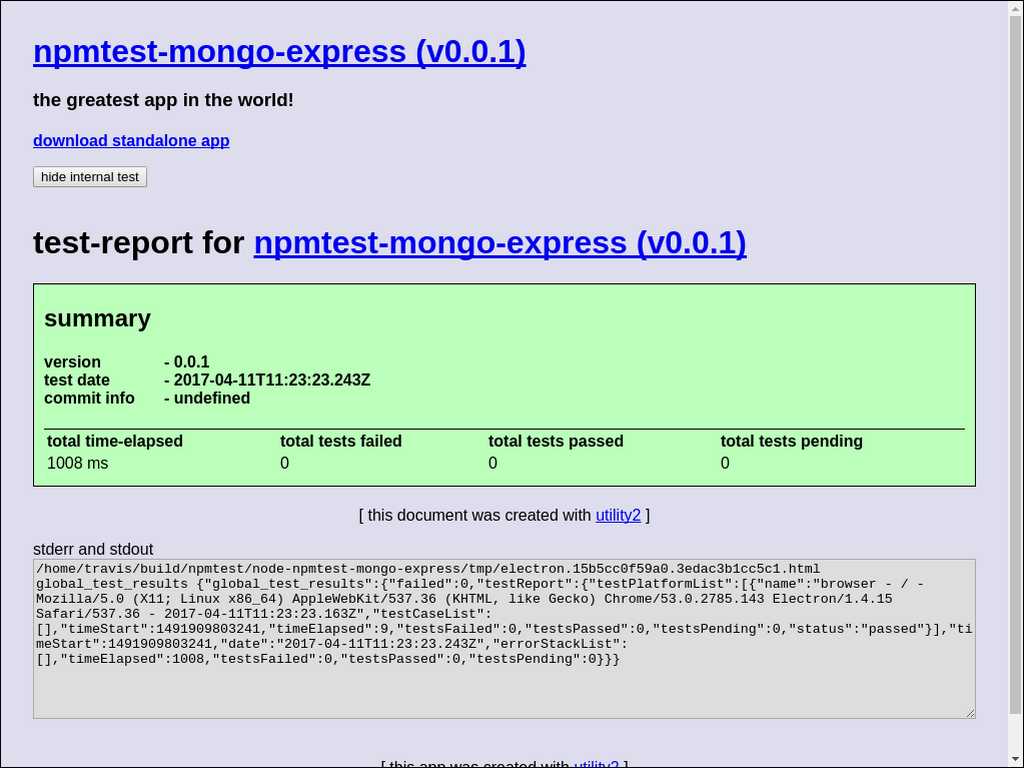 npmtest-mongo-express (v0.0.1)
the greatest app in the world!
download standalone app
hide internal test
test-report for npmtest-mongo-express (v0.0.1)
summary
version - 0.0.1
test date - 2017-04-11T11:23:23.243Z
commit info - undefined
total time-elapsed total tests failed total tests passed total tests pending
1008 ms 0 0 0
[ this document was created with utility2 ]
stderr and stdout
/home/travis/build/npmtest/node-npmtest-mongo-express/tmp/electron.15b5cc0f59a0.3edac3b1cc5c1.html
global_test_results {"global_test_results":{"failed":0,"testReport":{"testPlatformList":[{"name":"browser - / -
Mozilla/5.0 (X11; Linux x86_64) AppleWebKit/537.36 (KHTML, like Gecko) Chrome/53.0.2785.143 Electron/1.4.15
Safari/537.36 - 2017-04-11T11:23:23.163Z","testCaseList":
[],"timeStart":1491909803241,"timeElapsed":9,"testsFailed":0,"testsPassed":0,"testsPending":0,"status":"passed"}],"ti
meStart":1491909803241,"date":"2017-04-11T11:23:23.243Z","errorStackList":
[],"timeElapsed":1008,"testsFailed":0,"testsPassed":0,"testsPending":0}}}
[ this app was created with utility2 ]